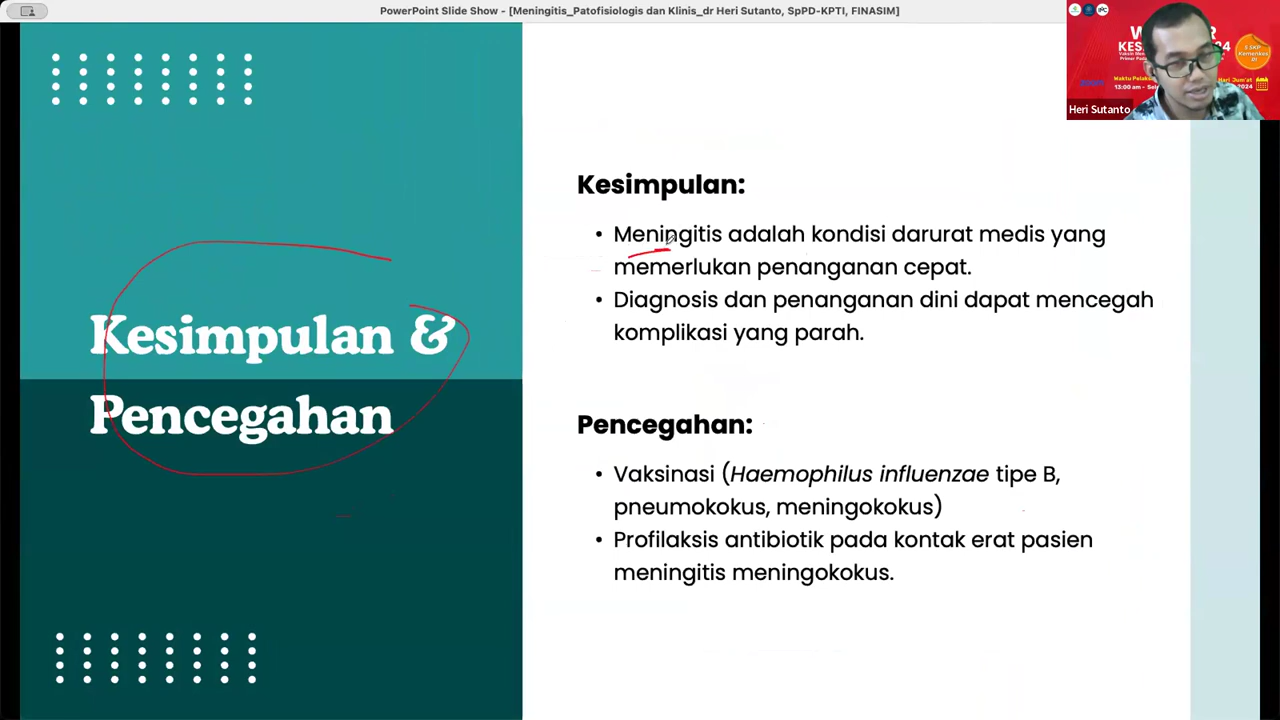 PowerPoint Slide Show - [Meningitis_Patofisiologis dan Klinis_dr Heri Sutanto, SpPD-KPTI, FINASIM]
Heri Sutanto
Kesimpulan &
Pencegahan
Kesimpulan:
• Meningitis adalah kondisi darurat medis yang
memerlukan penanganan cepat.
• Diagnosis dan penanganan dini dapat mencegah
komplikasi yang parah.
Pencegahan:
• Vaksinasi (Haemophilus influenzae tipe B,
pneumokokus, meningokokus)
• Profilaksis antibiotik pada kontak erat pasien
meningitis meningokokus.